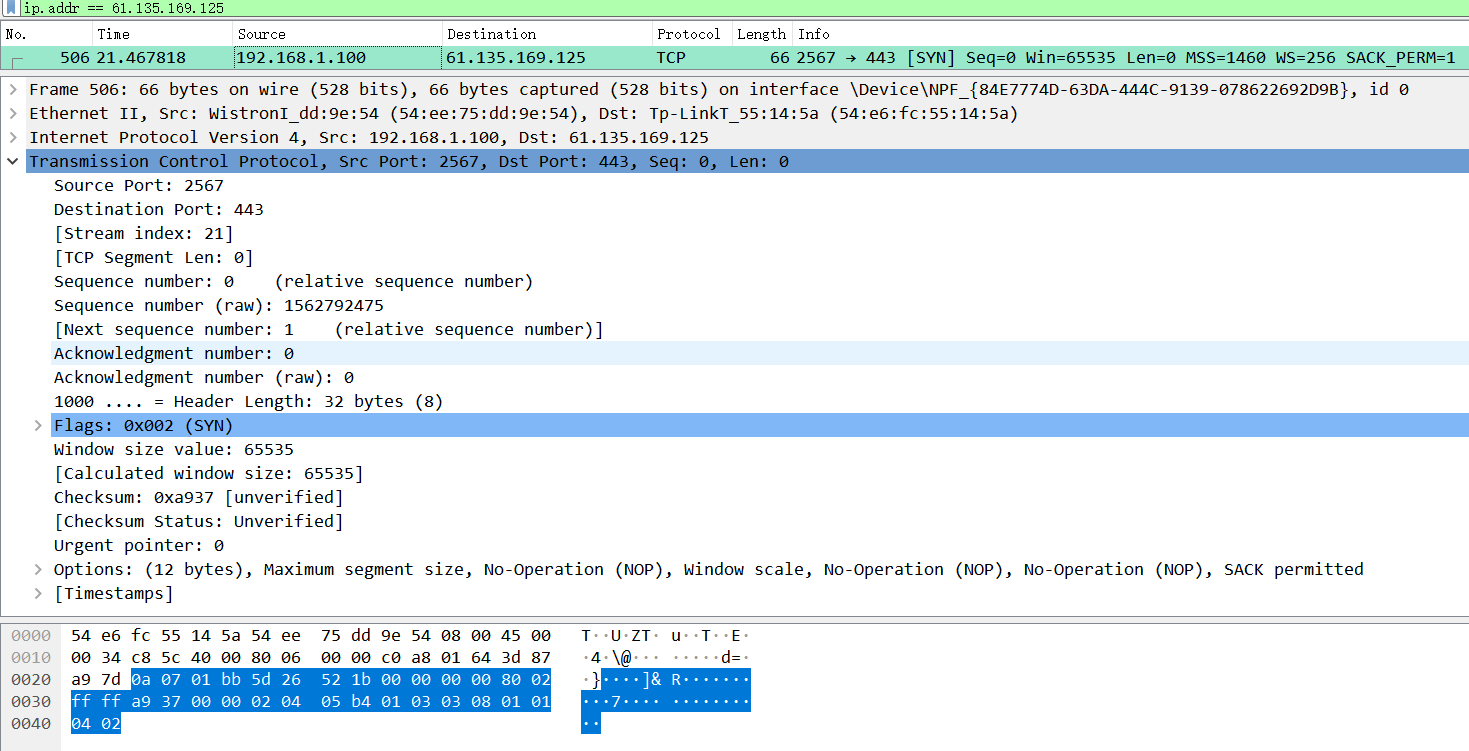 ip.addr == 61.135.169.125
No. Time Source Destination Protocol Length Info
506 21.467818 192.168.1.100 61.135.169.125 TCP 66 2567 → 443 [SYN] Seq=0 Win=65535 Len=0 MSS=1460 WS=256 SACK_PERM=1
Frame 506: 66 bytes on wire (528 bits), 66 bytes captured (528 bits) on interface \Device\NPF_{84E7774D-63DA-444C-9139-078622692D9B}, id 0
Ethernet II, Src: WistronI_dd:9e:54 (54:ee:75:dd:9e:54), Dst: Tp-LinkT_55:14:5a (54:e6:fc:55:14:5a)
Internet Protocol Version 4, Src: 192.168.1.100, Dst: 61.135.169.125
Transmission Control Protocol, Src Port: 2567, Dst Port: 443, Seq: 0, Len: 0
Source Port: 2567
Destination Port: 443
[Stream index: 21]
[TCP Segment Len: 0]
Sequence number: 0    (relative sequence number)
Sequence number (raw): 1562792475
[Next sequence number: 1    (relative sequence number)]
Acknowledgment number: 0
Acknowledgment number (raw): 0
1000 .... = Header Length: 32 bytes (8)
Flags: 0x002 (SYN)
Window size value: 65535
[Calculated window size: 65535]
Checksum: 0xa937 [unverified]
[Checksum Status: Unverified]
Urgent pointer: 0
Options: (12 bytes), Maximum segment size, No-Operation (NOP), Window scale, No-Operation (NOP), No-Operation (NOP), SACK permitted
[Timestamps]
0000 54 e6 fc 55 14 5a 54 ee 75 dd 9e 54 08 00 45 00 T··U·ZT· u··T··E·
0010 00 34 c8 5c 40 00 80 06 00 00 c0 a8 01 64 3d 87 ·4·\@··· ·····d=·
0020 a9 7d 0a 07 01 bb 5d 26 52 1b 00 00 00 00 80 02 ·}····]& R·······
0030 ff ff a9 37 00 00 02 04 05 b4 01 03 03 08 01 01 ···7···· ········
0040 04 02 ··